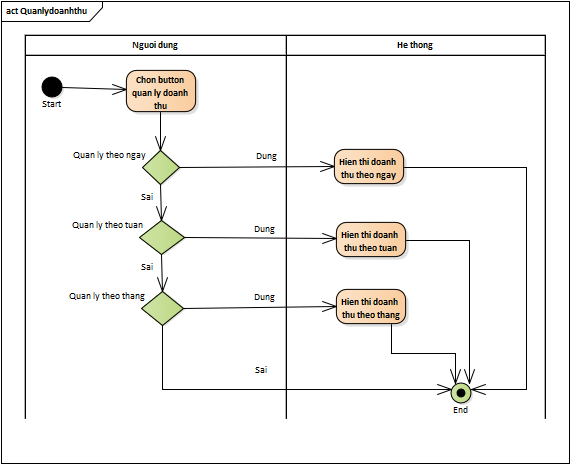 act Quanlydoanhthu
Nguoi dung
He thong
Start
Chon button
quan ly doanh
thu
Quan ly theo ngay
Dung
Hien thi doanh
thu theo ngay
Sai
Quan ly theo tuan
Dung
Hien thi doanh
thu theo tuan
Sai
Quan ly theo thang
Dung
Hien thi doanh
thu theo thang
Sai
End